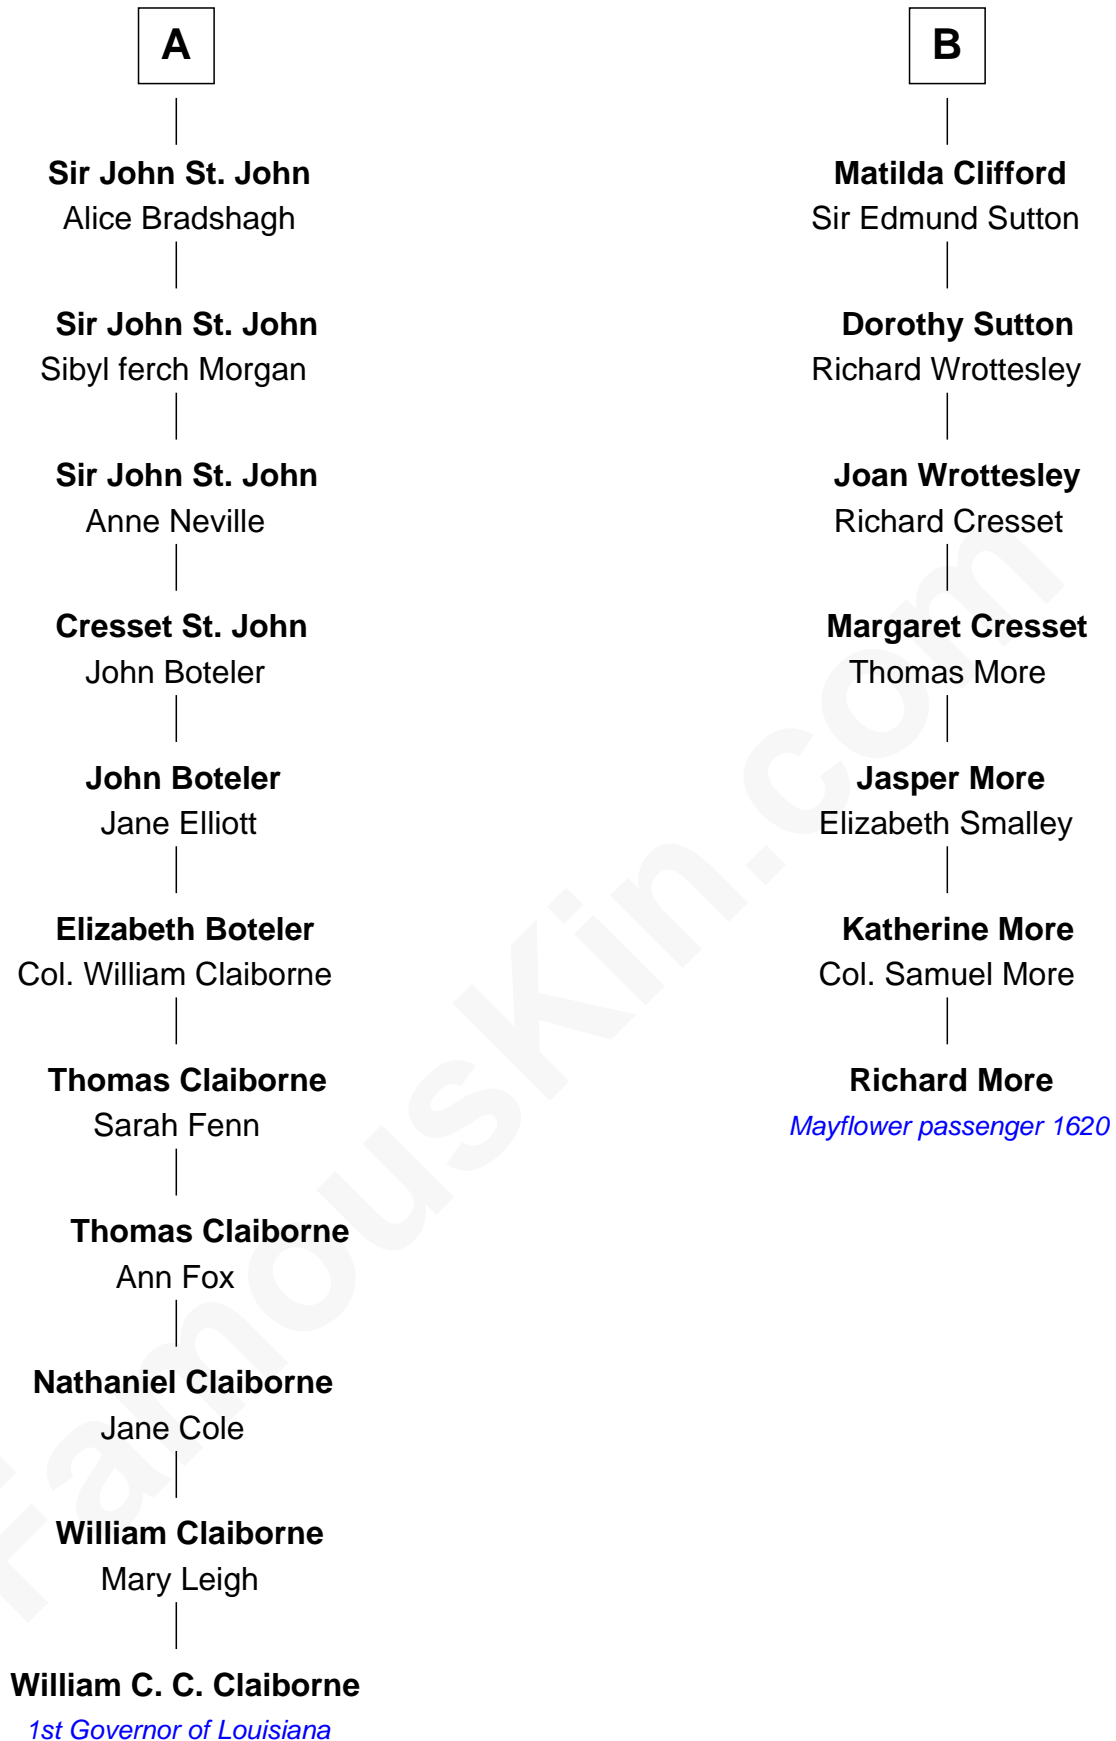 A
Sir John St. John
Alice Bradshagh
Sir John St. John
Sibyl ferch Morgan
Sir John St. John
Anne Neville
Cresset St. John
John Boteler
John Boteler
Jane Elliott
Elizabeth Boteler
Col. William Claiborne
Thomas Claiborne
Sarah Fenn
Thomas Claiborne
Ann Fox
Nathaniel Claiborne
Jane Cole
William Claiborne
Mary Leigh
William C. C. Claiborne
1st Governor of Louisiana
B
Matilda Clifford
Sir Edmund Sutton
Dorothy Sutton
Richard Wrottesley
Joan Wrottesley
Richard Cresset
Margaret Cresset
Thomas More
Jasper More
Elizabeth Smalley
Katherine More
Col. Samuel More
Richard More
Mayflower passenger 1620
FamousKin.com